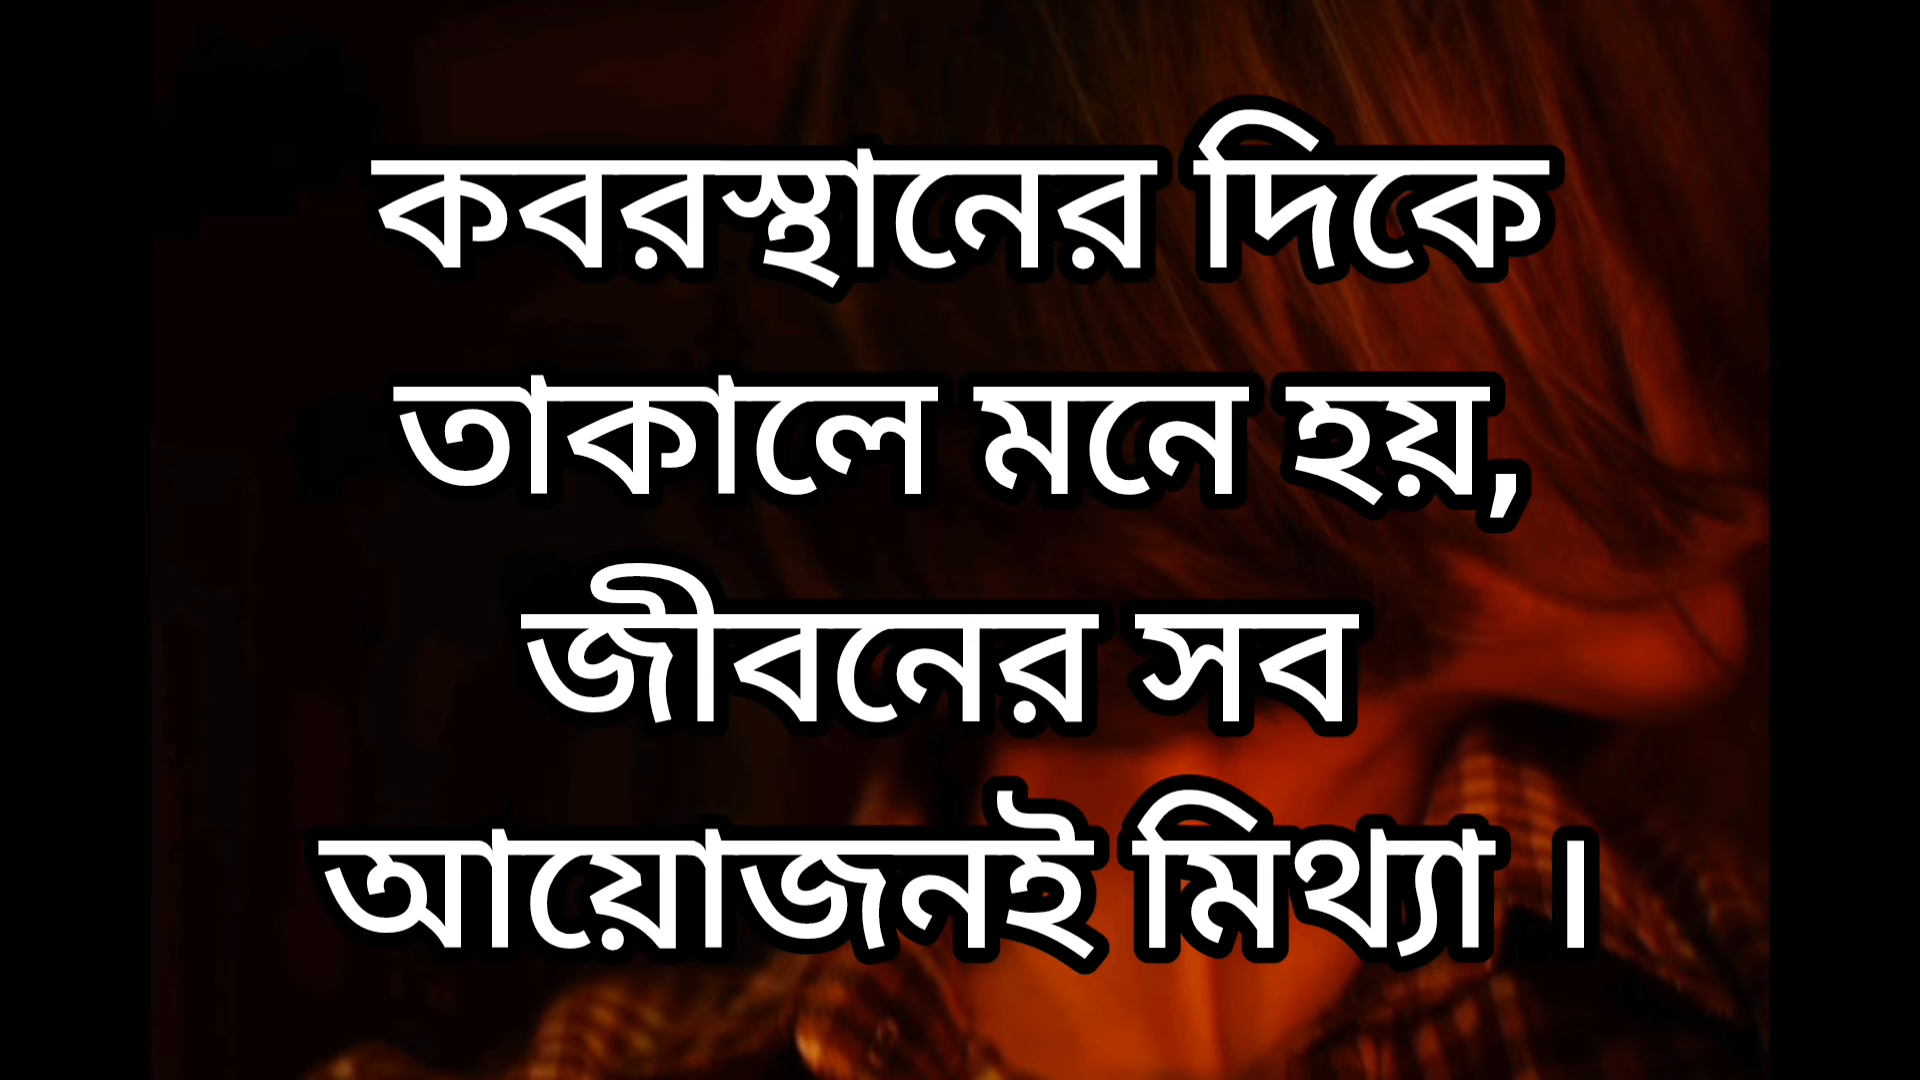 কবরস্থানের দিকে
তাকালে মনে হয়,
জীবনের সব
আয়োজনই মিথ্যা ।